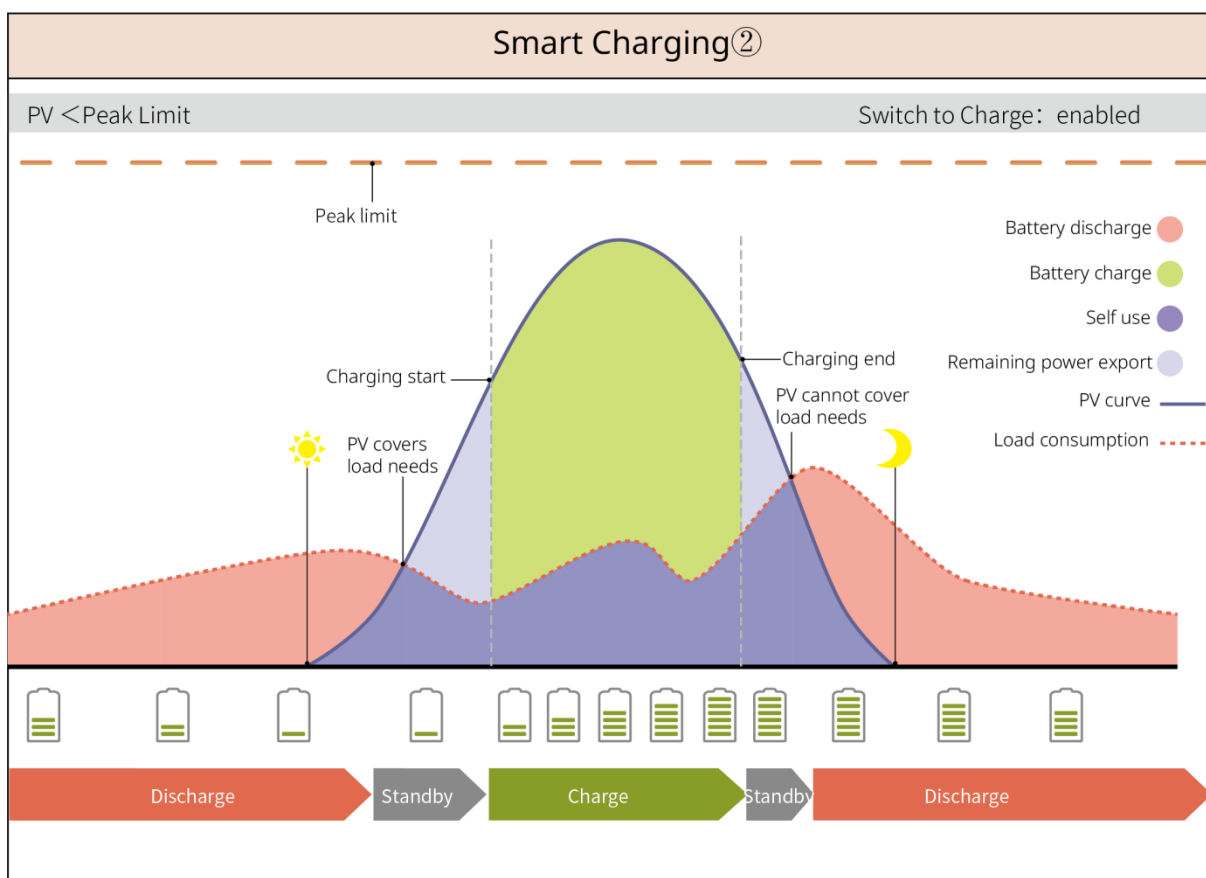 Smart Charging②
PV ＜Peak Limit
Switch to Charge： enabled
Peak limit
Battery discharge
Battery charge
Self use
Remaining power export
PV curve
Load consumption
Charging start
Charging end
PV cannot cover
load needs
PV covers
load needs
Discharge
Standby
Charge
Standby
Discharge